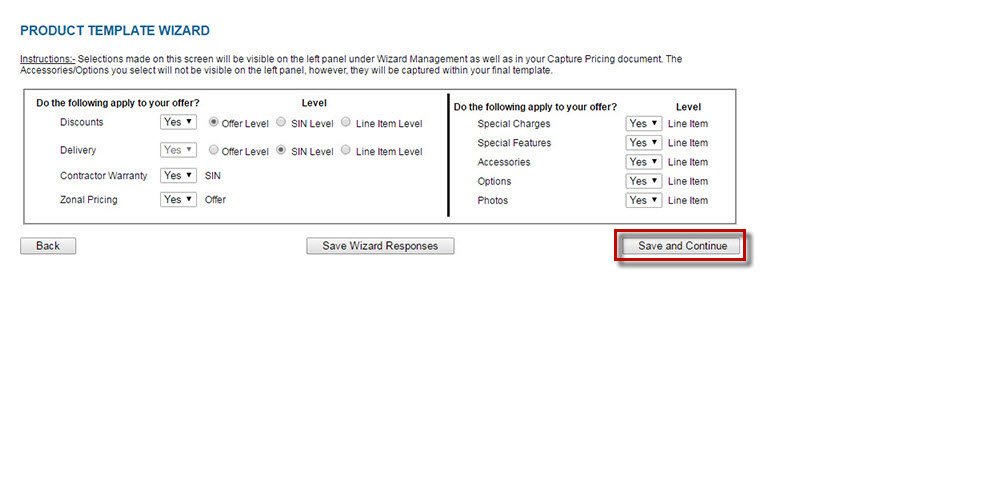 PRODUCT TEMPLATE WIZARD
Instructions:- Selections made on this screen will be visible on the left panel under Wizard Management as well as in your Capture Pricing document. The
Accessories/Options you select will not be visible on the left panel, however, they will be captured within your final template.
Do the following apply to your offer? Level
Discounts Yes Offer Level SIN Level Line Item Level
Delivery Yes Offer Level SIN Level Line Item Level
Contractor Warranty Yes SIN
Zonal Pricing Yes Offer
Do the following apply to your offer? Level
Special Charges Yes Line Item
Special Features Yes Line Item
Accessories Yes Line Item
Options Yes Line Item
Photos Yes Line Item
Back Save Wizard Responses Save and Continue